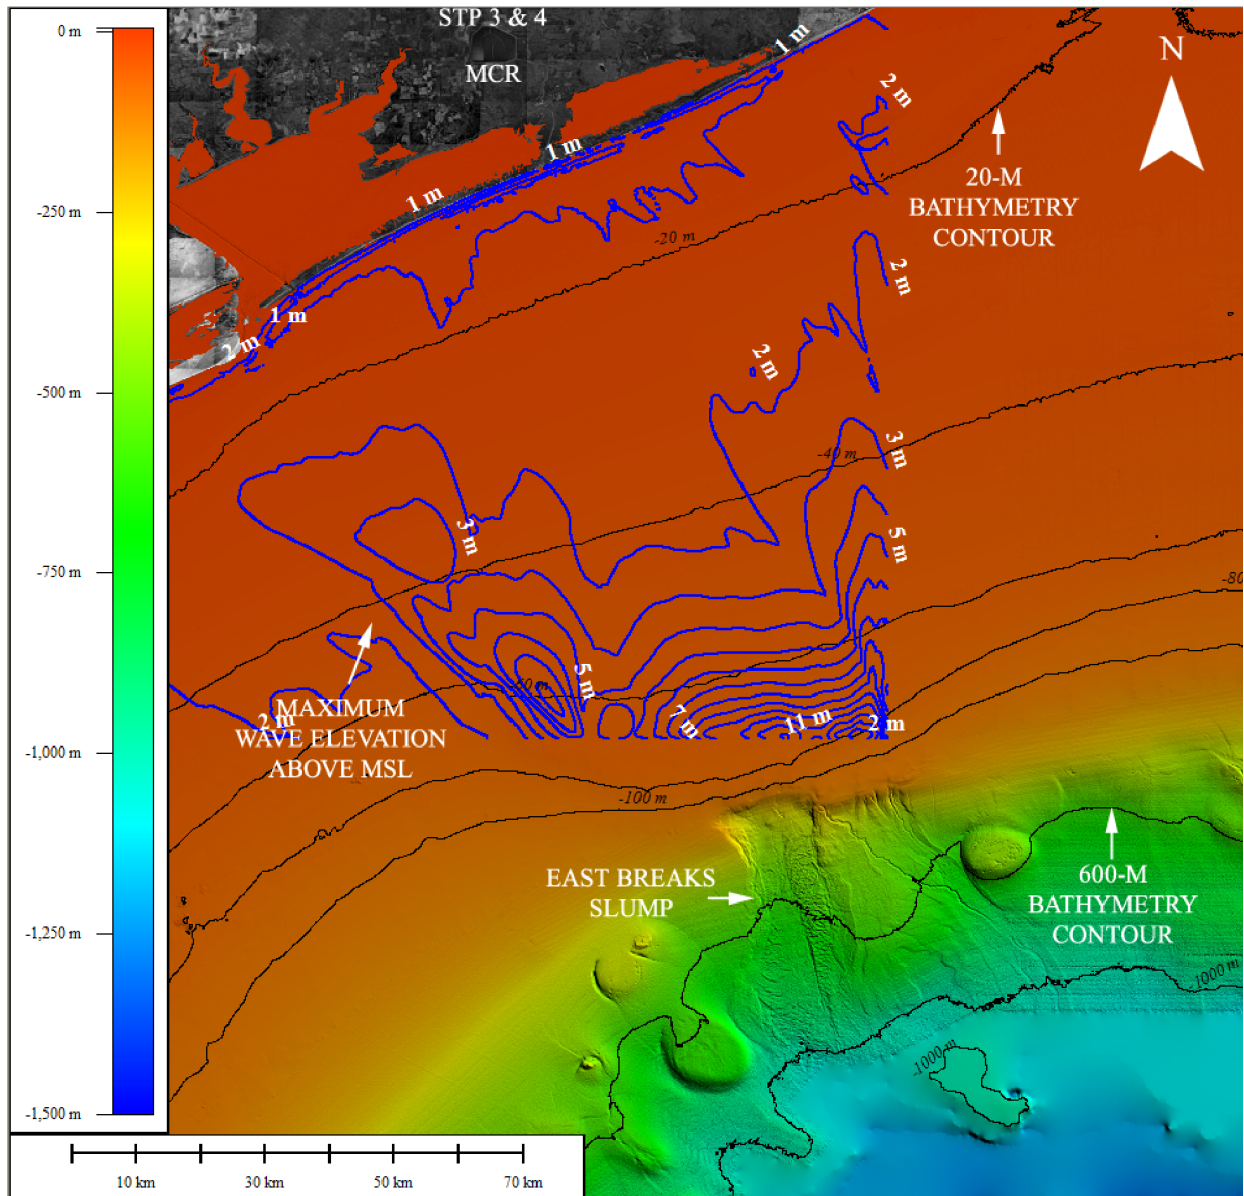 STP 3 & 4
MCR
N
0 m
-250 m
-500 m
-750 m
-1,000 m
-1,250 m
-1,500 m
1 m
2 m
1 m
1 m
1 m
2 m
20-M
BATHYMETRY
CONTOUR
-20 m
2 m
2 m
3 m
-40 m
3 m
5 m
-80
5 m
-60 m
7 m
11 m
2 m
2 m
MAXIMUM
WAVE ELEVATION
ABOVE MSL
-100 m
EAST BREAKS
SLUMP
600-M
BATHYMETRY
CONTOUR
-1000 m
-1000 m
10 km
30 km
50 km
70 km